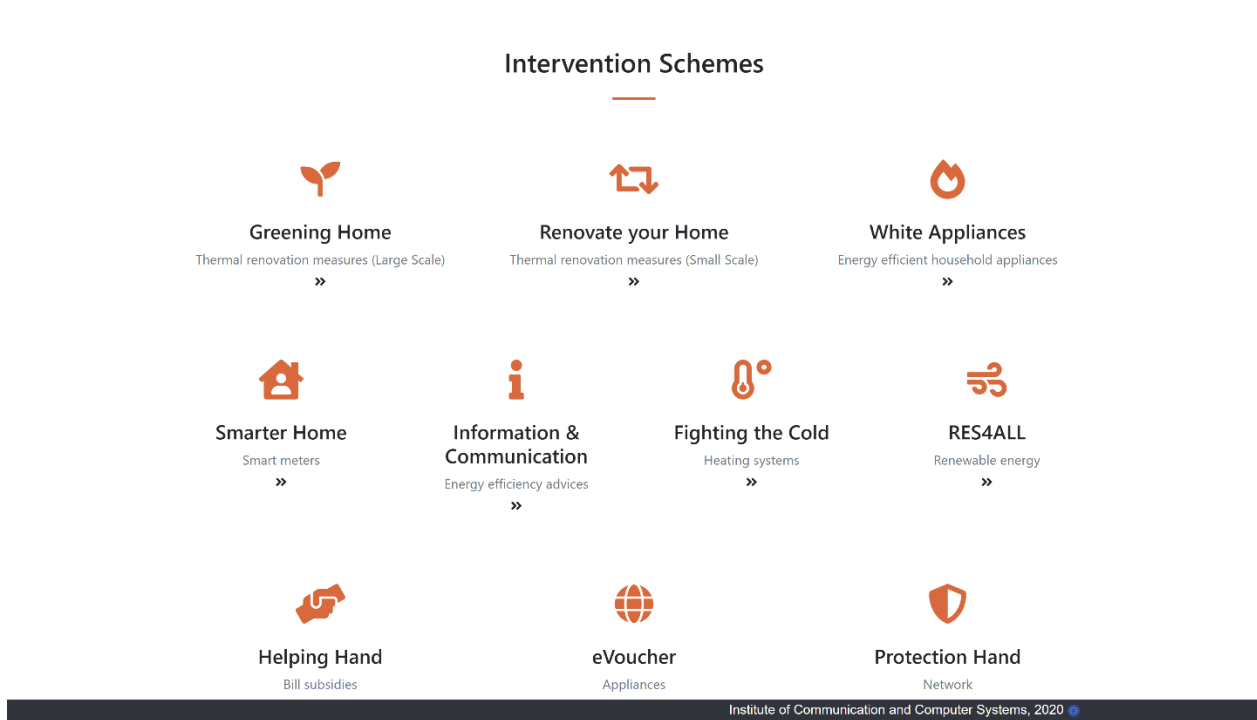 Intervention Schemes
Greening Home
Thermal renovation measures (Large Scale)
»
Renovate your Home
Thermal renovation measures (Small Scale)
»
White Appliances
Energy efficient household appliances
»
Smarter Home
Smart meters
»
Information &
Communication
Energy efficiency advices
»
Fighting the Cold
Heating systems
»
RES4ALL
Renewable energy
»
Helping Hand
Bill subsidies
eVoucher
Appliances
Protection Hand
Network
Institute of Communication and Computer Systems, 2020